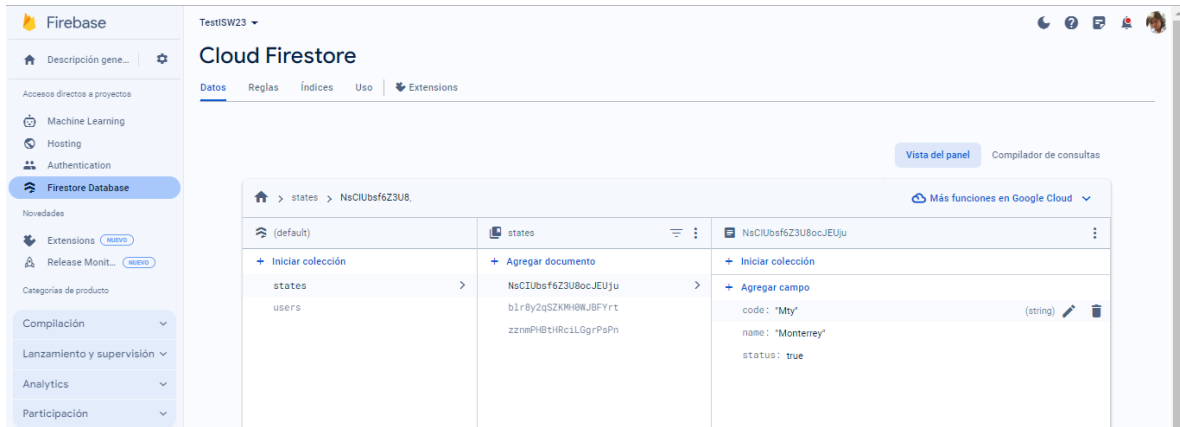 Firebase
TestISW23
Descripción gene...
Cloud Firestore
Accesos directos a proyectos
Datos Reglas Índices Uso Extensions
Machine Learning
Hosting
Authentication
Firestore Database
Novedades
Extensions NUEVO
Release Monit... NUEVO
Categorías de producto
Compilación
Lanzamiento y supervisión
Analytics
Participación
Vista del panel Compilador de consultas
> states > NsCIUbsf6Z3U8.
Más funciones en Google Cloud
(default)
+ Iniciar colección
states >
users
states
+ Agregar documento
NsCIUbsf6Z3U8ocJEUju >
blr8y2qSZKMH0WJBFYrt
zznmPHBtHRciLGgrPsPn
NsCIUbsf6Z3U8ocJEUju
+ Iniciar colección
+ Agregar campo
code: "Mty" (string)
name: "Monterrey"
status: true